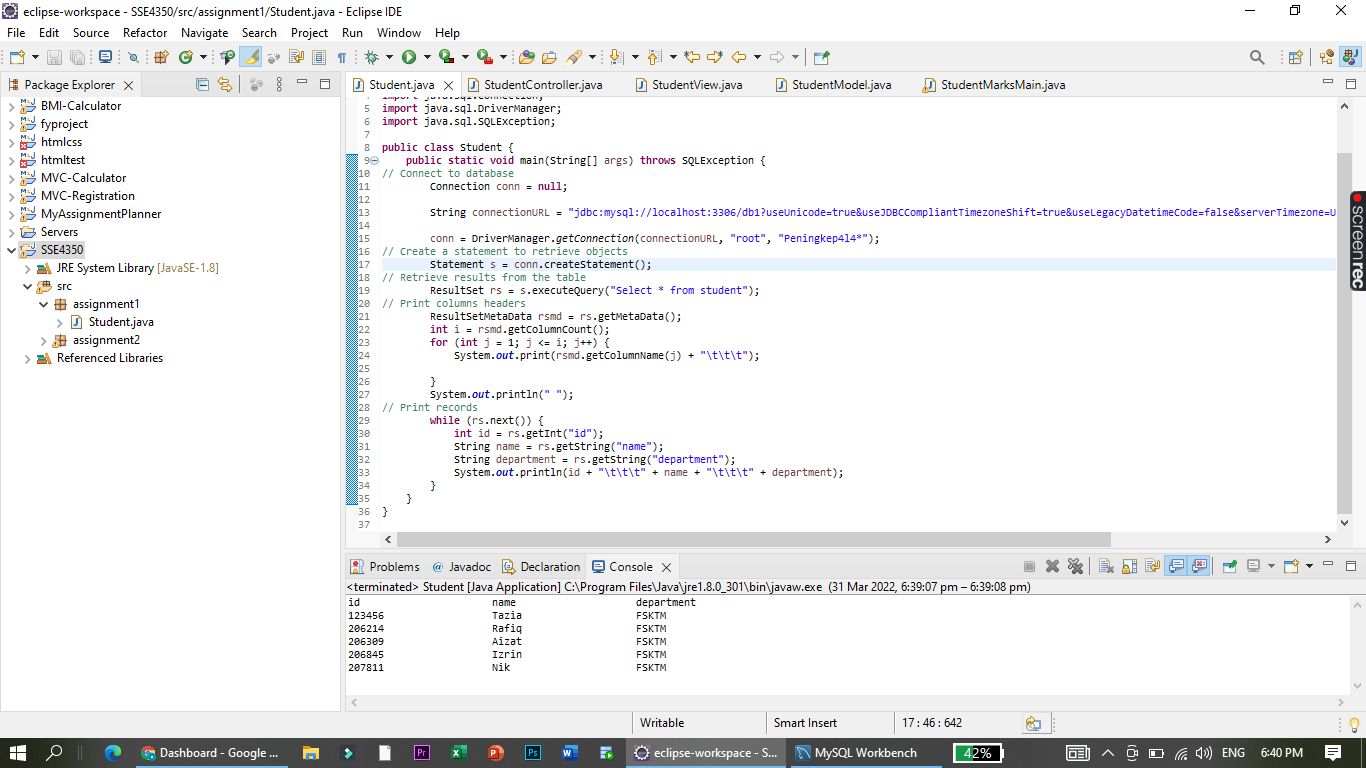 eclipse-workspace - SSE4350/src/assignment1/Student.java - Eclipse IDE
File Edit Source Refactor Navigate Search Project Run Window Help
Package Explorer
BMI-Calculator
fyproject
htmlcss
htmltest
MVC-Calculator
MVC-Registration
MyAssignmentPlanner
Servers
SSE4350
JRE System Library [JavaSE-1.8]
src
assignment1
Student.java
assignment2
Referenced Libraries
Student.java StudentController.java StudentView.java StudentModel.java StudentMarksMain.java
4 import java.sql.Connection;
5 import java.sql.DriverManager;
6 import java.sql.SQLException;
7
8 public class Student {
9 public static void main(String[] args) throws SQLException {
10 // Connect to database
11 Connection conn = null;
12
13 String connectionURL = "jdbc:mysql://localhost:3306/db1?useUnicode=true&useJDBCCompliantTimezoneShift=true&useLegacyDatetimeCode=false&serverTimezone=U
14
15 conn = DriverManager.getConnection(connectionURL, "root", "Peningkep4l4*");
16 // Create a statement to retrieve objects
17 Statement s = conn.createStatement();
18 // Retrieve results from the table
19 ResultSet rs = s.executeQuery("Select * from student");
20 // Print columns headers
21 ResultSetMetaData rsmd = rs.getMetaData();
22 int i = rsmd.getColumnCount();
23 for (int j = 1; j <= i; j++) {
24 System.out.print(rsmd.getColumnName(j) + "\t\t\t");
25
26 }
27 System.out.println(" ");
28 // Print records
29 while (rs.next()) {
30 int id = rs.getInt("id");
31 String name = rs.getString("name");
32 String department = rs.getString("department");
33 System.out.println(id + "\t\t\t" + name + "\t\t\t" + department);
34 }
35 }
36 }
37
screenrec
Problems @ Javadoc Declaration Console
<terminated> Student [Java Application] C:\Program Files\Java\jre1.8.0_301\bin\javaw.exe (31 Mar 2022, 6:39:07 pm – 6:39:08 pm)
id name department
123456 Tazia FSKTM
206214 Rafiq FSKTM
206309 Aizat FSKTM
206845 Izrin FSKTM
207811 Nik FSKTM
Writable Smart Insert 17 : 46 : 642
Dashboard - Google ... Pr Ps eclipse-workspace - S... MySQL Workbench 42% ENG 6:40 PM